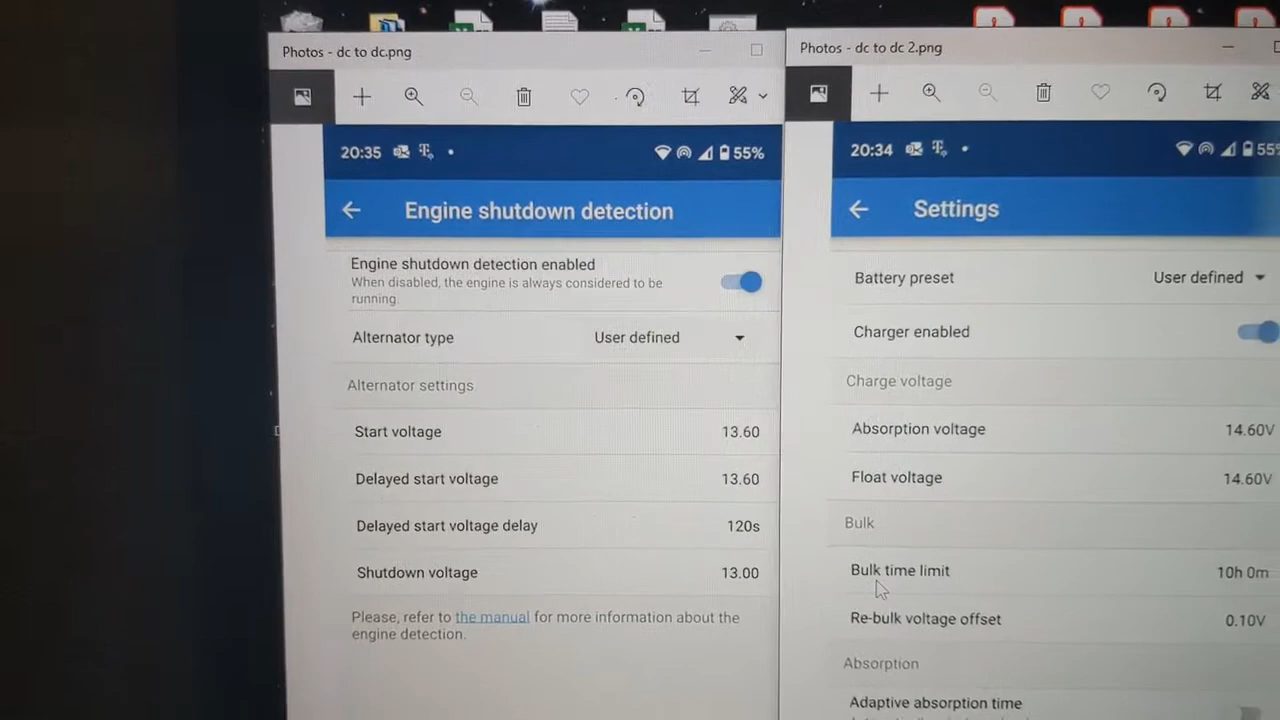 Photos - dc to dc.png
20:35
55%
Engine shutdown detection
Engine shutdown detection enabled
When disabled, the engine is always considered to be
running.
Alternator type User defined
Alternator settings
Start voltage 13.60
Delayed start voltage 13.60
Delayed start voltage delay 120s
Shutdown voltage 13.00
Please, refer to the manual for more information about the
engine detection.
Photos - dc to dc 2.png
20:34
55%
Settings
Battery preset User defined
Charger enabled
Charge voltage
Absorption voltage 14.60V
Float voltage 14.60V
Bulk
Bulk time limit 10h 0m
Re-bulk voltage offset 0.10V
Absorption
Adaptive absorption time